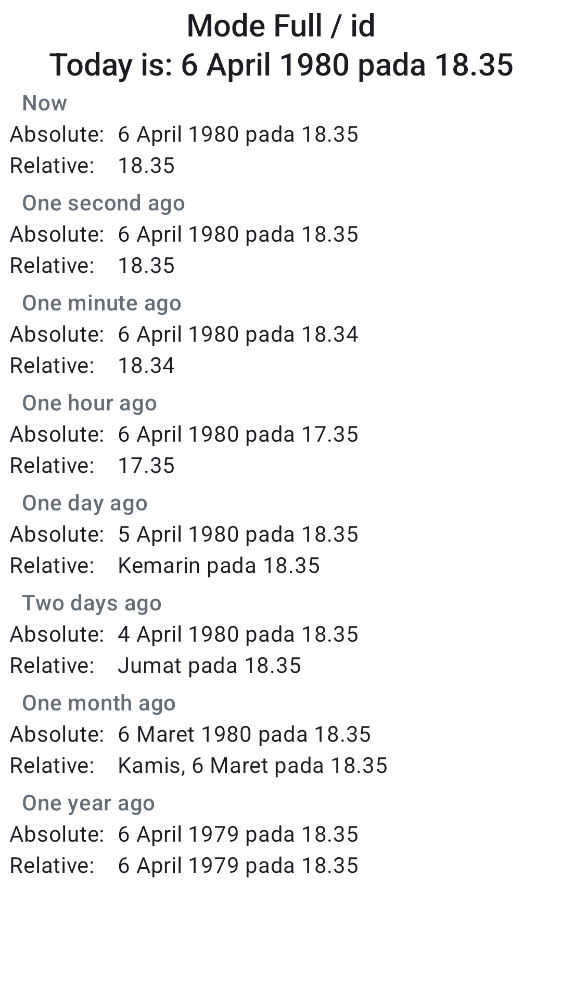 Mode Full / id
Today is: 6 April 1980 pada 18.35
Now
Absolute: 6 April 1980 pada 18.35
Relative: 18.35
One second ago
Absolute: 6 April 1980 pada 18.35
Relative: 18.35
One minute ago
Absolute: 6 April 1980 pada 18.34
Relative: 18.34
One hour ago
Absolute: 6 April 1980 pada 17.35
Relative: 17.35
One day ago
Absolute: 5 April 1980 pada 18.35
Relative: Kemarin pada 18.35
Two days ago
Absolute: 4 April 1980 pada 18.35
Relative: Jumat pada 18.35
One month ago
Absolute: 6 Maret 1980 pada 18.35
Relative: Kamis, 6 Maret pada 18.35
One year ago
Absolute: 6 April 1979 pada 18.35
Relative: 6 April 1979 pada 18.35